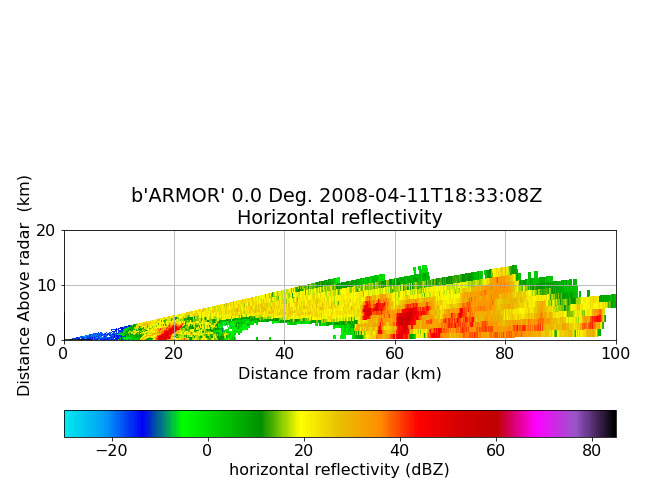 b'ARMOR' 0.0 Deg. 2008-04-11T18:33:08Z
Horizontal reflectivity
Distance Above radar  (km)
20
10
0
0 20 40 60 80 100
Distance from radar (km)
−20 0 20 40 60 80
horizontal reflectivity (dBZ)